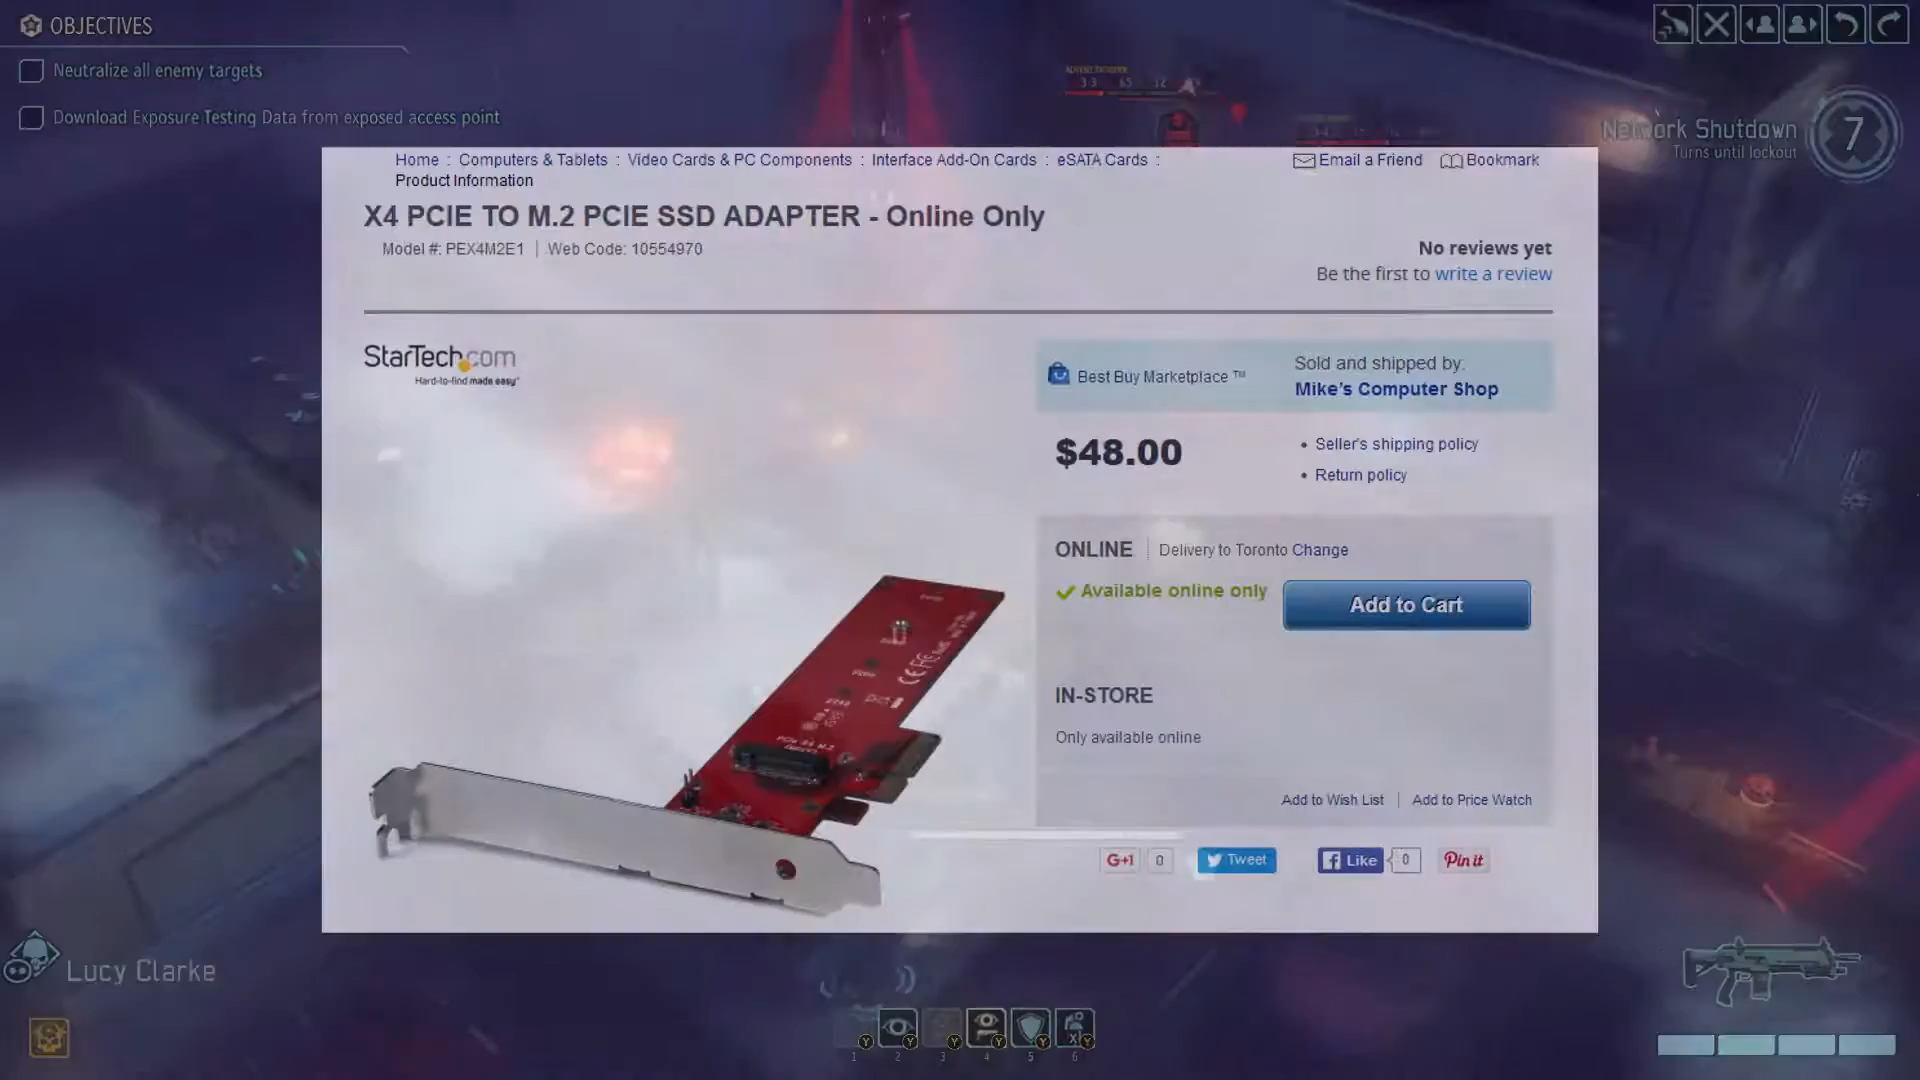 OBJECTIVES
Neutralize all enemy targets
Download Exposure Testing Data from exposed access point
Network Shutdown
Turns until lockout
7
Home : Computers & Tablets : Video Cards & PC Components : Interface Add-On Cards : eSATA Cards :
Product Information
Email a Friend
Bookmark
X4 PCIE TO M.2 PCIE SSD ADAPTER - Online Only
Model #: PEX4M2E1 | Web Code: 10554970
No reviews yet
Be the first to write a review
StarTech.com
Hard-to-find made easy®
Best Buy Marketplace ™
Sold and shipped by:
Mike's Computer Shop
$48.00
• Seller's shipping policy
• Return policy
ONLINE | Delivery to Toronto Change
Available online only
Add to Cart
IN-STORE
Only available online
Add to Wish List | Add to Price Watch
G+1 0
Tweet
Like 0
Pin it
Lucy Clarke
1 2 3 4 5 6
Y Y Y Y Y Y